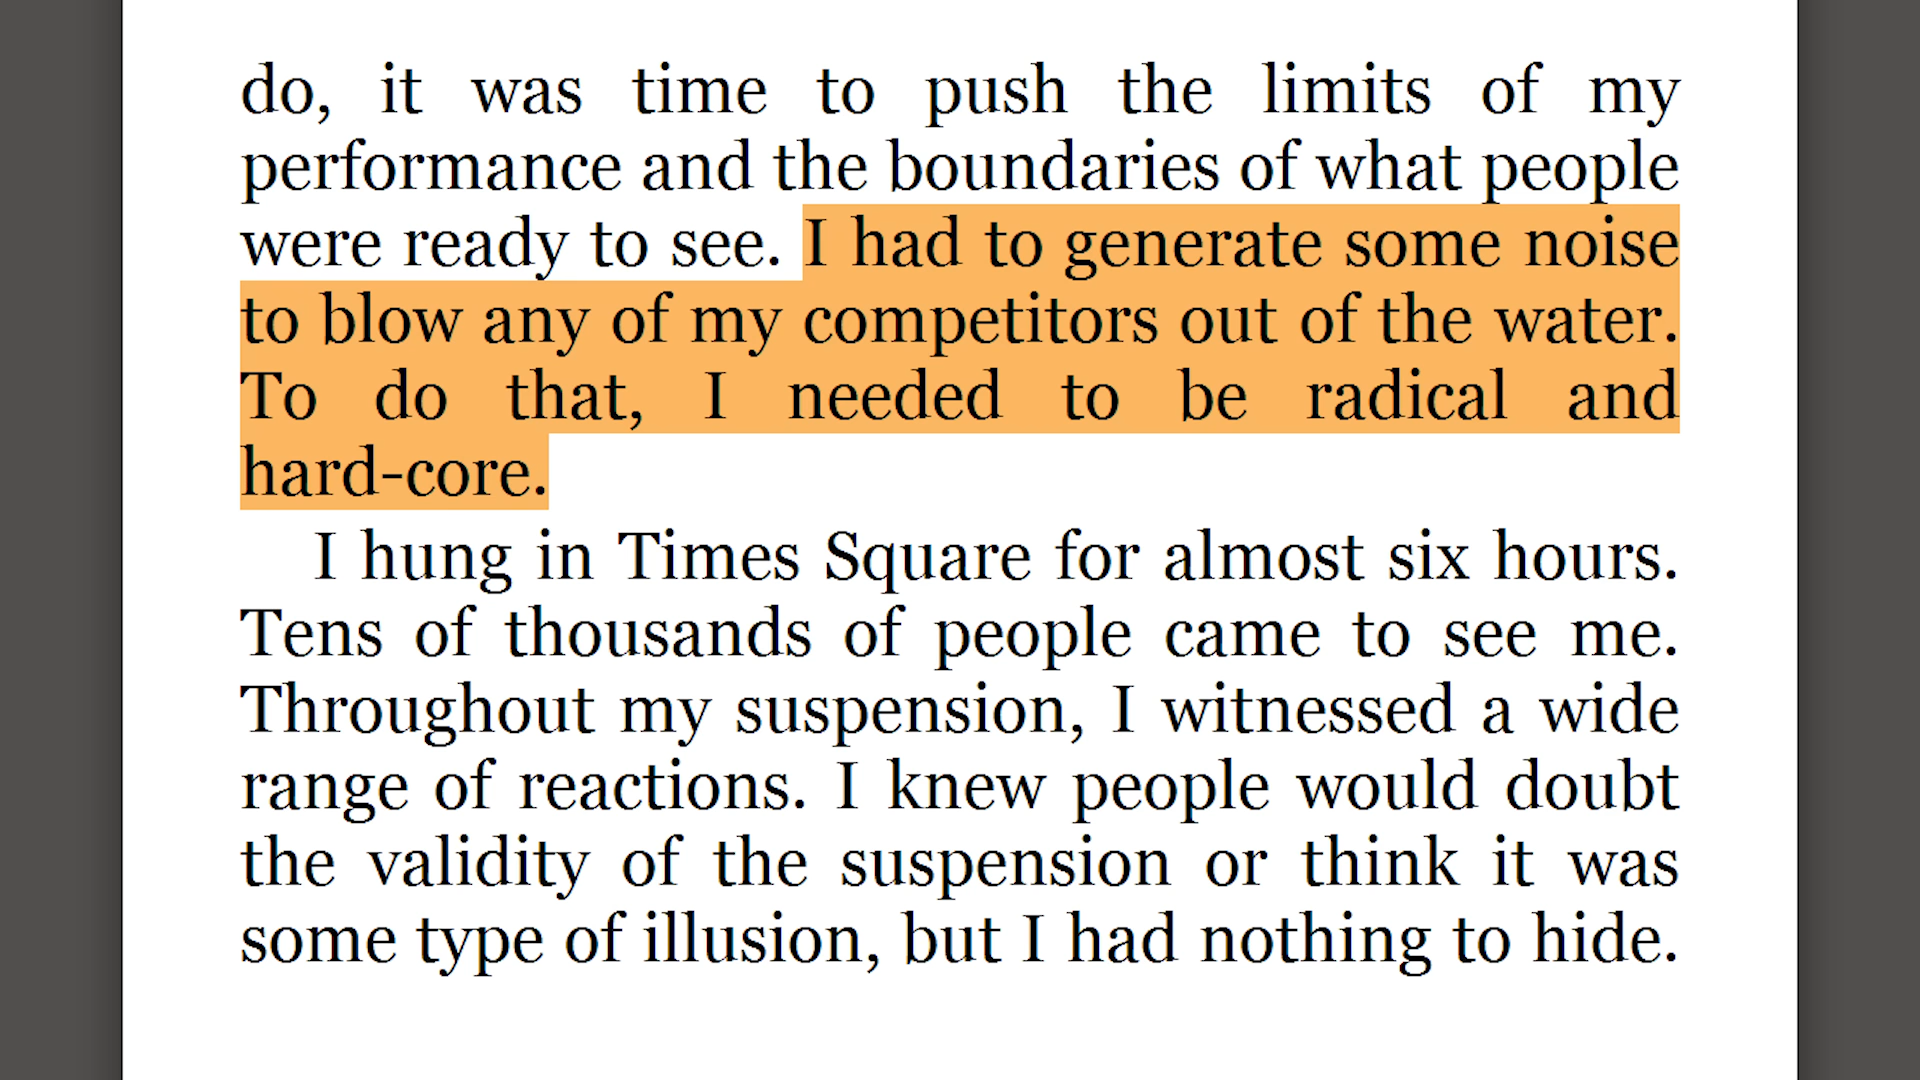 do, it was time to push the limits of my
performance and the boundaries of what people
were ready to see. I had to generate some noise
to blow any of my competitors out of the water.
To do that, I needed to be radical and
hard-core.
I hung in Times Square for almost six hours.
Tens of thousands of people came to see me.
Throughout my suspension, I witnessed a wide
range of reactions. I knew people would doubt
the validity of the suspension or think it was
some type of illusion, but I had nothing to hide.